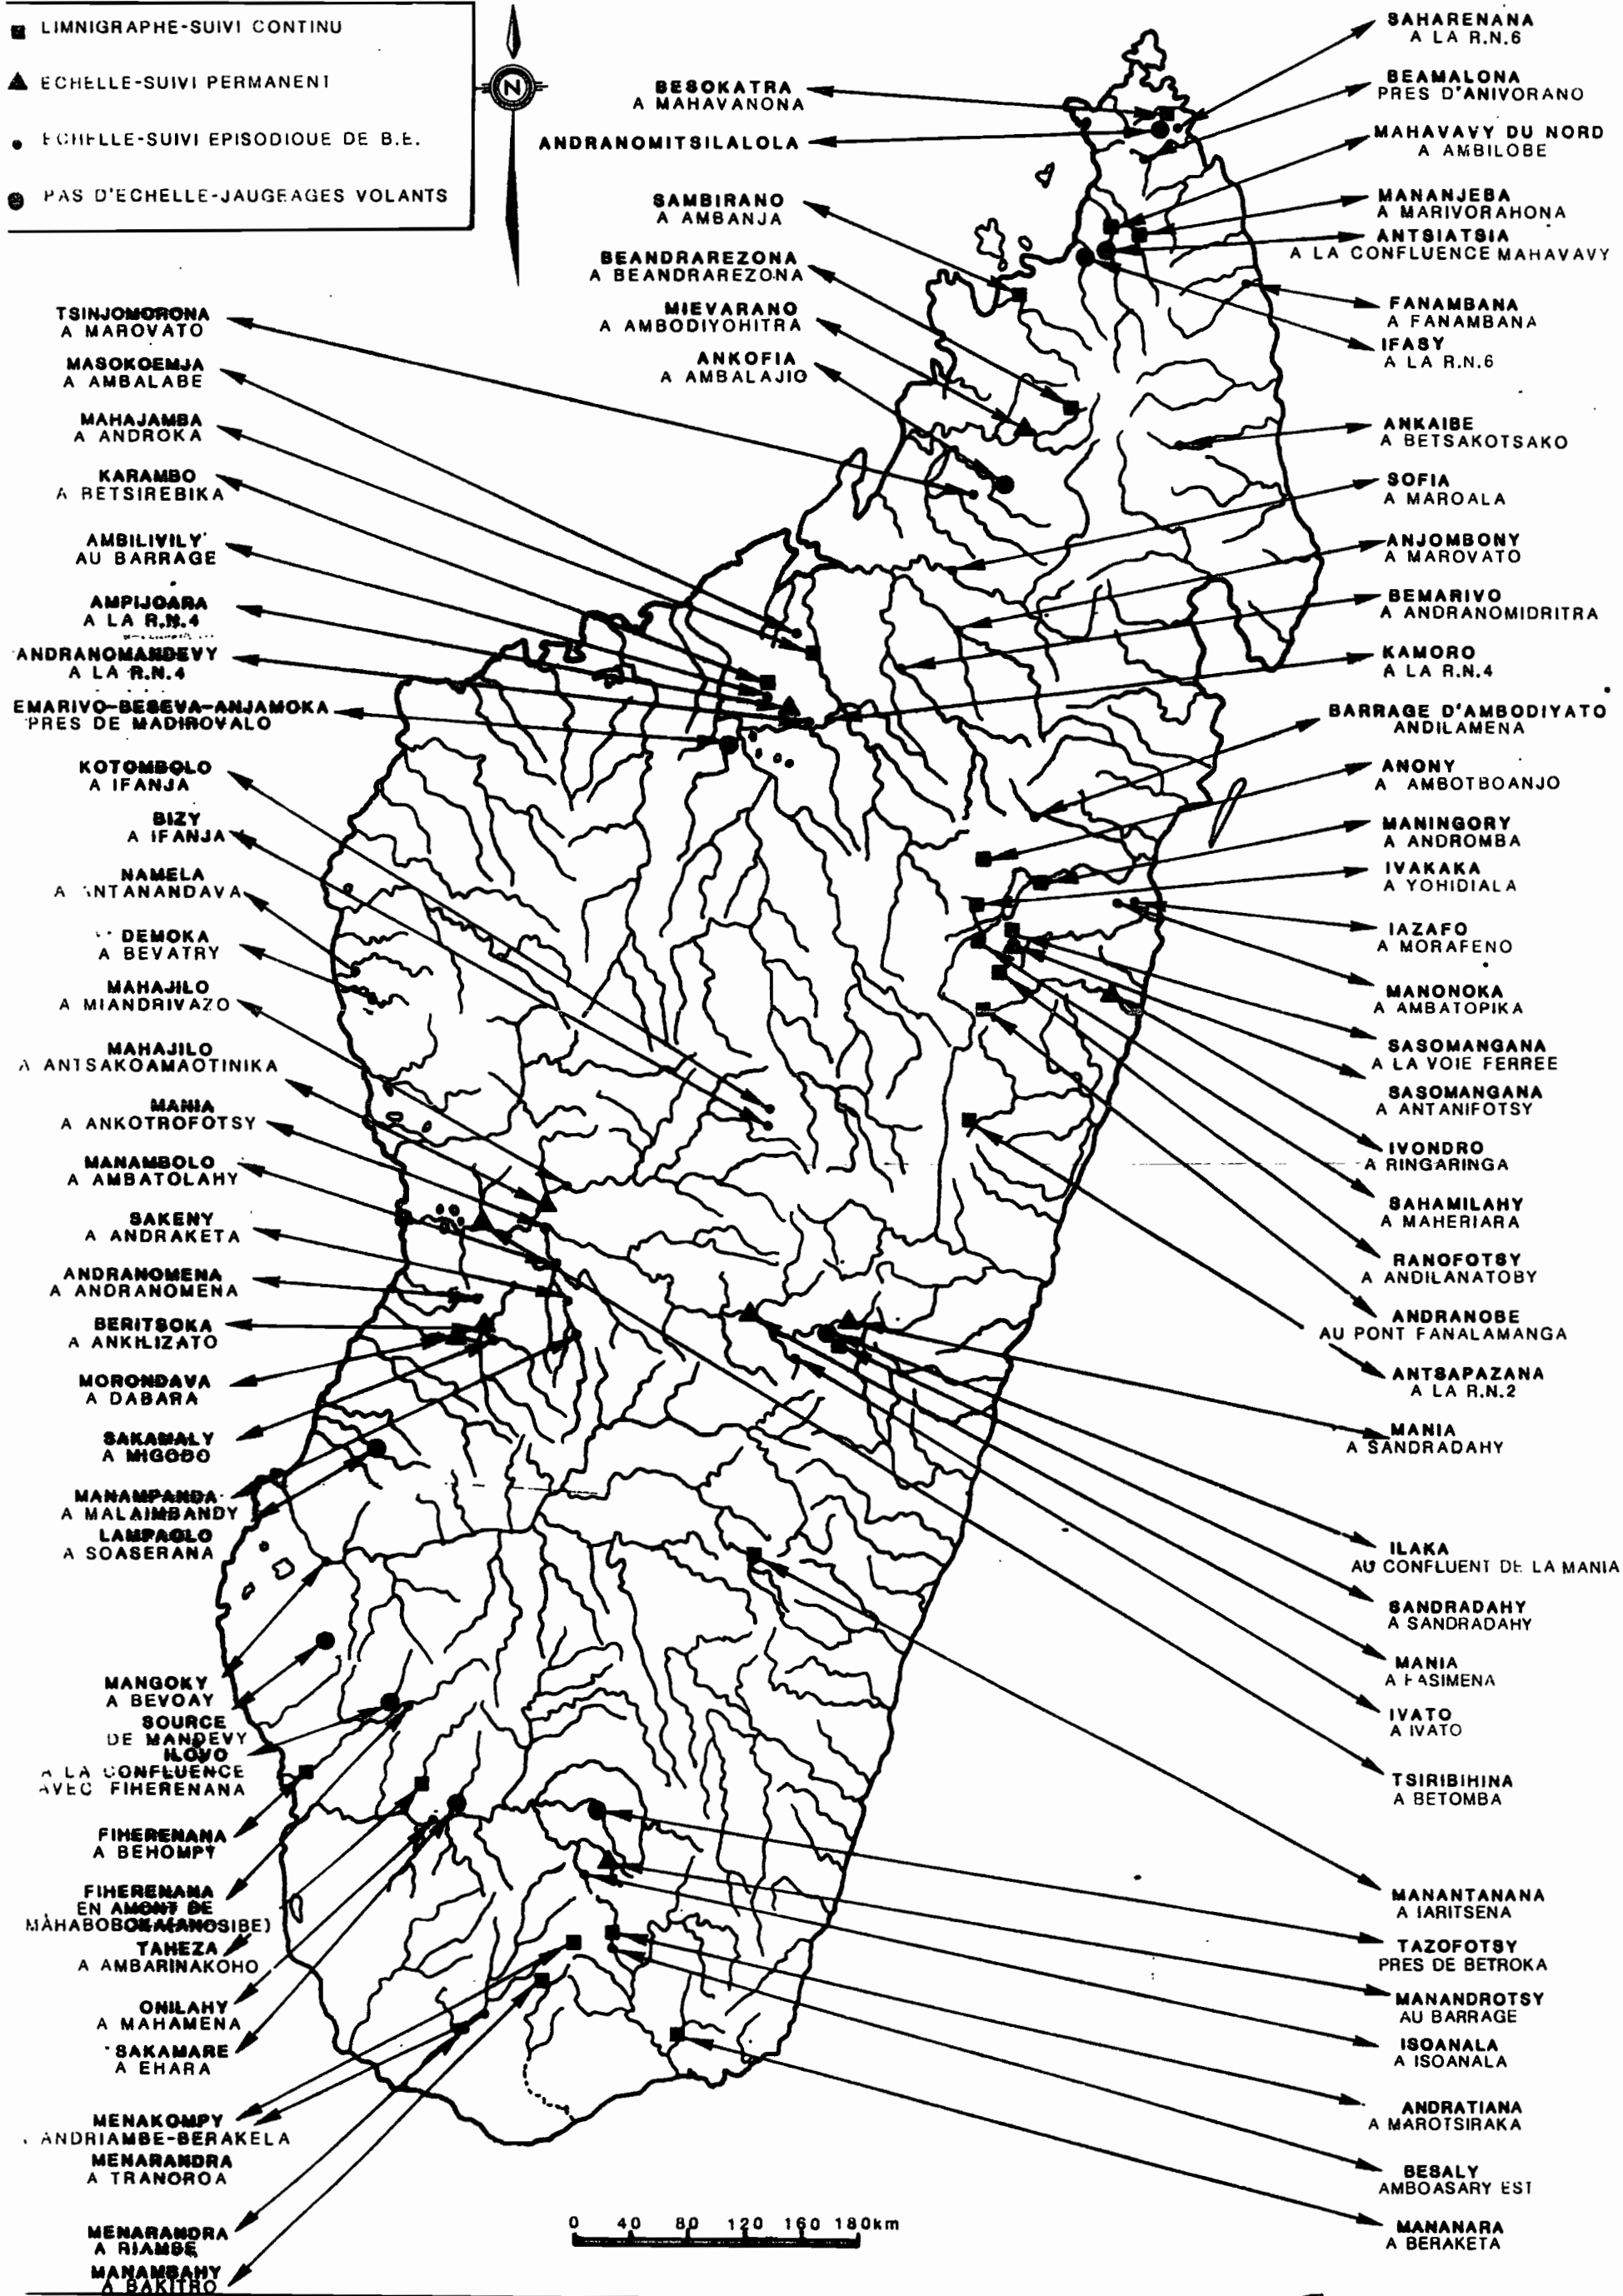 LIMNIGRAPHE-SUIVI CONTINU
ECHELLE-SUIVI PERMANENT
ECHELLE-SUIVI EPISODIQUE DE B.E.
PAS D'ECHELLE-JAUGEAGES VOLANTS
N
BESOKATRA
A MAHAVANONA
ANDRANOMITSILALOLA
SAMBIRANO
A AMBANJA
BEANDRAREZONA
A BEANDRAREZONA
MIEVARANO
A AMBODIYOHITRA
ANKOFIA
A AMBALAJIO
TSINJOMORONA
A MAROVATO
MASOKOEMJA
A AMBALABE
MAHAJAMBA
A ANDROKA
KARAMBO
A BETSIREBIKA
AMBILIVILY
AU BARRAGE
AMPIJOARA
A LA R.N.4
ANDRANOMANDEVY
A LA R.N.4
EMARIVO-BESEVA-ANJAMOKA
PRES DE MADIROVALO
KOTOMBOLO
A IFANJA
BIZY
A IFANJA
NAMELA
A ANTANANDAVA
DEMOKA
A BEVATRY
MAHAJILO
A MIANDRIVAZO
MAHAJILO
A ANTSAKOAMAOTINIKA
MANIA
A ANKOTROFOTSY
MANAMBOLO
A AMBATOLAHY
SAKENY
A ANDRAKETA
ANDRANOMENA
A ANDRANOMENA
BERITSOKA
A ANKILIZATO
MORONDAVA
A DABARA
SAKAMALY
A MIGODO
MANAMPANDA
A MALAIMBANDY
LAMPAOLO
A SOASERANA
MANGOKY
A BEVOAY
SOURCE
DE MANDEVY
ILOVO
A LA CONFLUENCE
AVEC FIHERENANA
FIHERENANA
A BEHOMPY
FIHERENANA
EN AMONT DE
MAHABOBOKA(MANOSIBE)
TAHEZA
A AMBARINAKOHO
ONILAHY
A MAHAMENA
SAKAMARE
A EHARA
MENAKOMPY
ANDRIAMBE-BERAKELA
MENARANDRA
A TRANOROA
MENARANDRA
A RIAMBE
MANAMBAHY
A BAKITRO
SAHARENANA
A LA R.N.6
BEAMALONA
PRES D'ANIVORANO
MAHAVAVY DU NORD
A AMBILOBE
MANANJEBA
A MARIVORAHONA
ANTSIATSIA
A LA CONFLUENCE MAHAVAVY
FANAMBANA
A FANAMBANA
IFASY
A LA R.N.6
ANKAIBE
A BETSAKOTSAKO
SOFIA
A MAROALA
ANJOMBONY
A MAROVATO
BEMARIVO
A ANDRANOMIDRITRA
KAMORO
A LA R.N.4
BARRAGE D'AMBODIYATO
ANDILAMENA
ANONY
A AMBOTBOANJO
MANINGORY
A ANDROMBA
IVAKAKA
A YOHIDIALA
IAZAFO
A MORAFENO
MANONOKA
A AMBATOPIKA
SASOMANGANA
A LA VOIE FERREE
SASOMANGANA
A ANTANIFOTSY
IVONDRO
A RINGARINGA
SAHAMILAHY
A MAHERIARA
RANOFOTSY
A ANDILANATOBY
ANDRANOBE
AU PONT FANALAMANGA
ANTSAPAZANA
A LA R.N.2
MANIA
A SANDRADAHY
ILAKA
AU CONFLUENT DE LA MANIA
SANDRADAHY
A SANDRADAHY
MANIA
A FASIMENA
IVATO
A IVATO
TSIRIBIHINA
A BETOMBA
MANANTANANA
A IARITSENA
TAZOFOTSY
PRES DE BETROKA
MANANDROTSY
AU BARRAGE
ISOANALA
A ISOANALA
ANDRATIANA
A MAROTSIRAKA
BESALY
AMBOASARY EST
MANANARA
A BERAKETA
0 40 80 120 160 180km